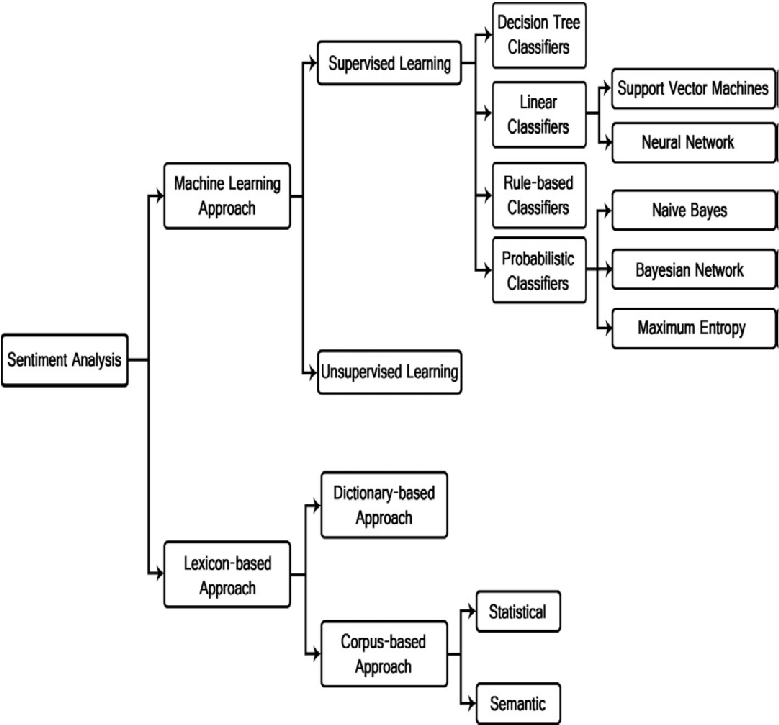 Decision Tree
Classifiers
Supervised Learning
Support Vector Machines
Linear
Classifiers
Neural Network
Machine Learning
Approach
Rule-based
Classifiers
Naive Bayes
Probabilistic
Classifiers
Bayesian Network
Maximum Entropy
Sentiment Analysis
Unsupervised Learning
Dictionary-based
Approach
Lexicon-based
Approach
Statistical
Corpus-based
Approach
Semantic